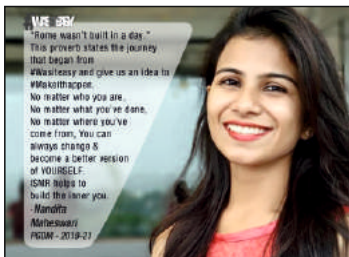 "Rome wasn't built in a day."
This proverb states the journey
that began from
#Wasiteasy and give us an idea to
#Makeithappen.
No matter who you are,
No matter what you've done,
No matter where you've
come from, You can
always change &
become a better version
of YOURSELF.
ISMR helps to
build the inner you.
- Nandita
Maheswari
PGDM - 2019-21